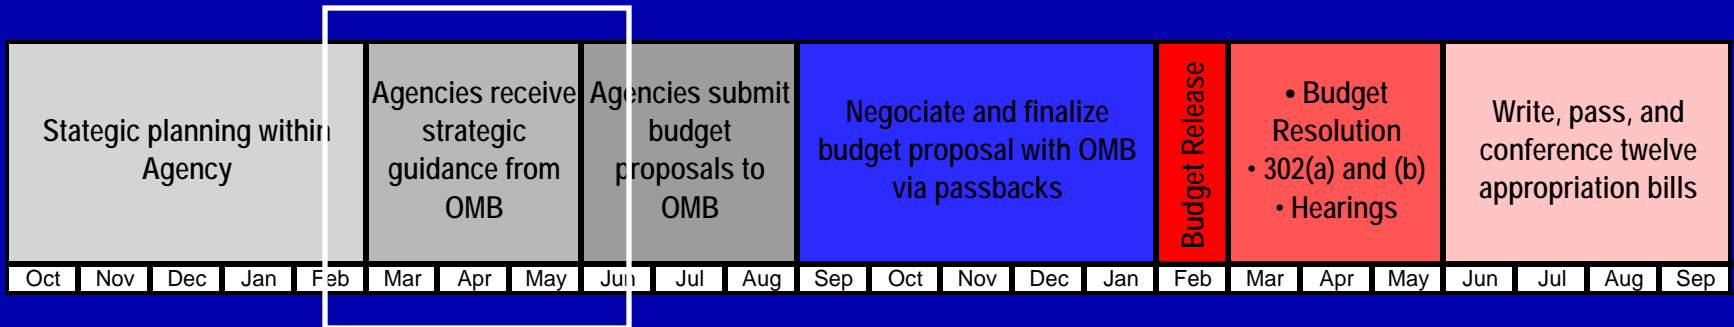 Stategic planning within
Agency
Agencies receive
strategic
guidance from
OMB
Agencies submit
budget
proposals to
OMB
Negociate and finalize
budget proposal with OMB
via passbacks
Budget Release
• Budget
Resolution
• 302(a) and (b)
• Hearings
Write, pass, and
conference twelve
appropriation bills
Oct Nov Dec Jan Feb Mar Apr May Jun Jul Aug Sep Oct Nov Dec Jan Feb Mar Apr May Jun Jul Aug Sep